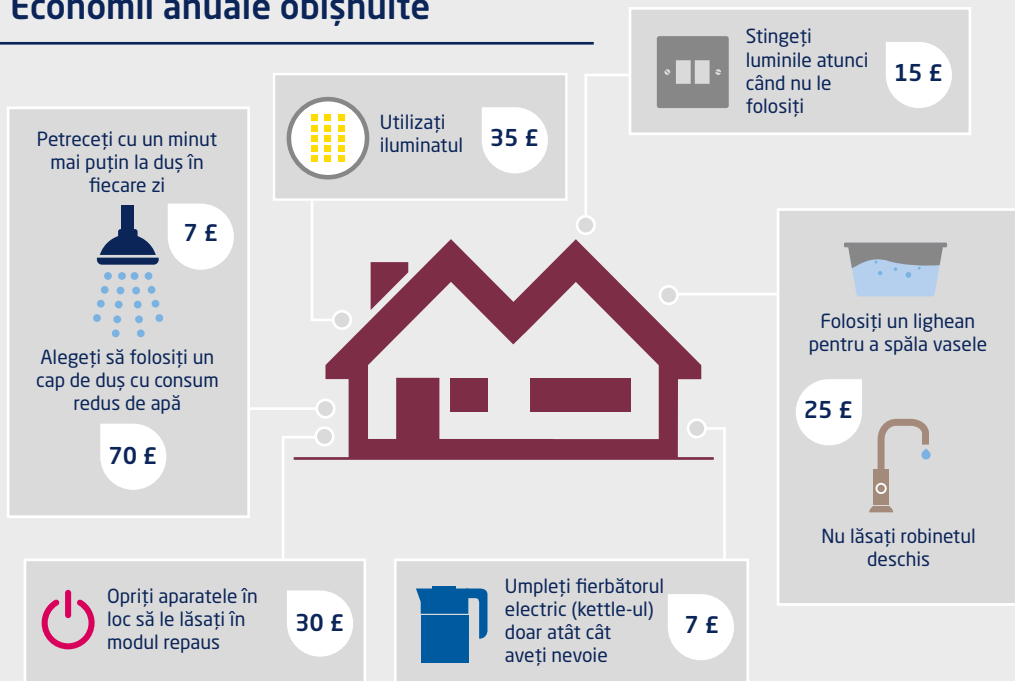 Economii anuale obișnuite
Stingeți
luminile atunci
când nu le
folosiți
15 £
Utilizați
iluminatul
35 £
Petreceți cu un minut
mai puțin la duș în
fiecare zi
7 £
Alegeți să folosiți un
cap de duș cu consum
redus de apă
70 £
Folosiți un lighean
pentru a spăla vasele
25 £
Nu lăsați robinetul
deschis
Opriți aparatele în
loc să le lăsați în
modul repaus
30 £
Umpleți fierbătorul
electric (kettle-ul)
doar atât cât
aveți nevoie
7 £